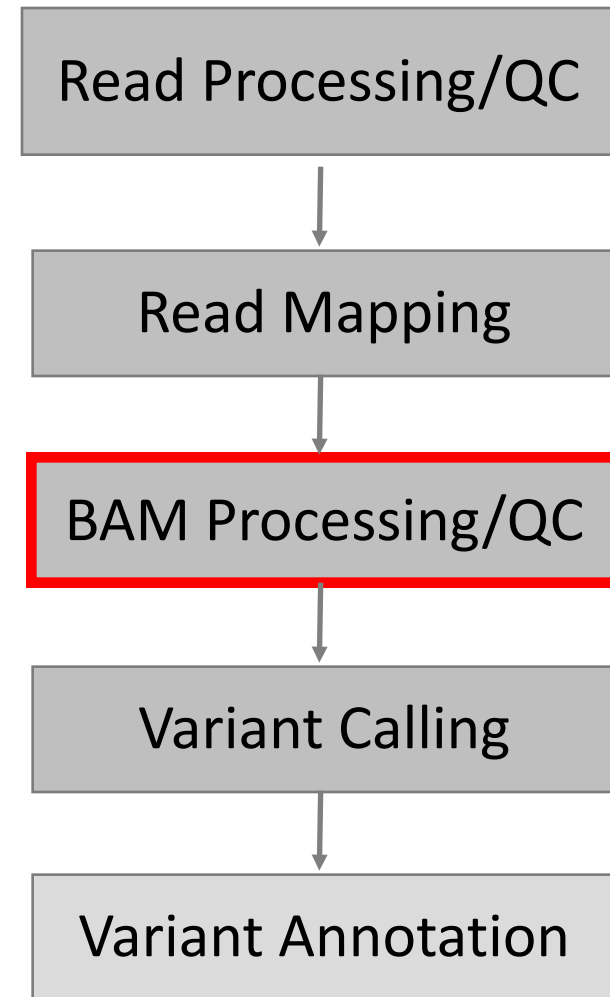 Read Processing/QC
Read Mapping
BAM Processing/QC
Variant Calling
Variant Annotation